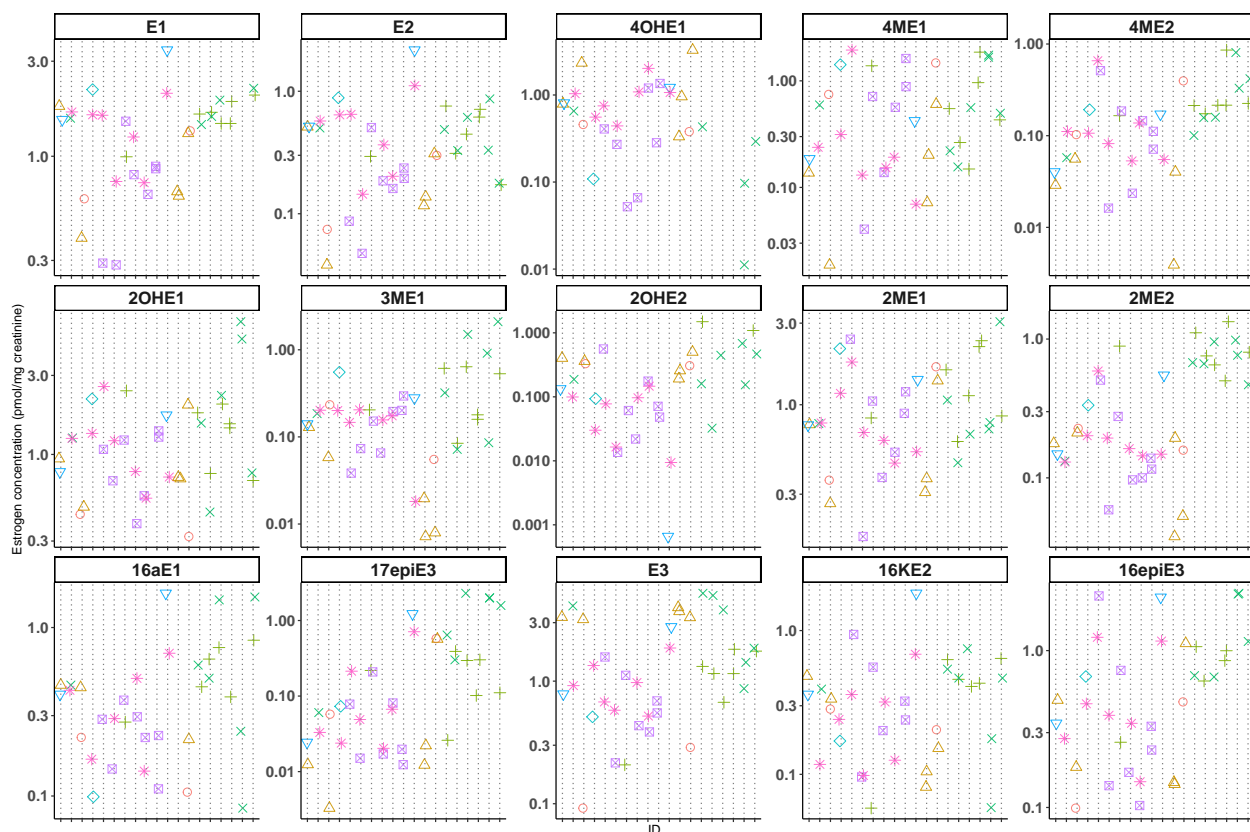 E1 E2 4OHE1 4ME1 4ME2
3.0 1.0 0.3
1.0 0.3 0.1
1.00 0.10 0.01
1.00 0.30 0.10 0.03
1.00 0.10 0.01
2OHE1 3ME1 2OHE2 2ME1 2ME2
3.0 1.0 0.3
1.00 0.10 0.01
1.000 0.100 0.010 0.001
3.0 1.0 0.3
1.0 0.3 0.1
16aE1 17epiE3 E3 16KE2 16epiE3
1.0 0.3 0.1
1.00 0.10 0.01
3.0 1.0 0.3 0.1
1.0 0.3 0.1
1.0 0.3 0.1
Estrogen concentration (pmol/mg creatinine)
ID